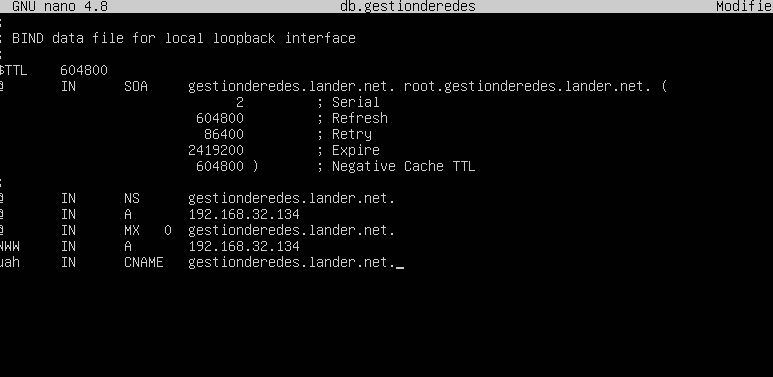 GNU nano 4.8 db.gestionderedes Modifie
;
; BIND data file for local loopback interface
;
$TTL 604800
@ IN SOA gestionderedes.lander.net. root.gestionderedes.lander.net. (
2 ; Serial
604800 ; Refresh
86400 ; Retry
2419200 ; Expire
604800 ) ; Negative Cache TTL
;
@ IN NS gestionderedes.lander.net.
@ IN A 192.168.32.134
@ IN MX 0 gestionderedes.lander.net.
WWW IN A 192.168.32.134
uah IN CNAME gestionderedes.lander.net._